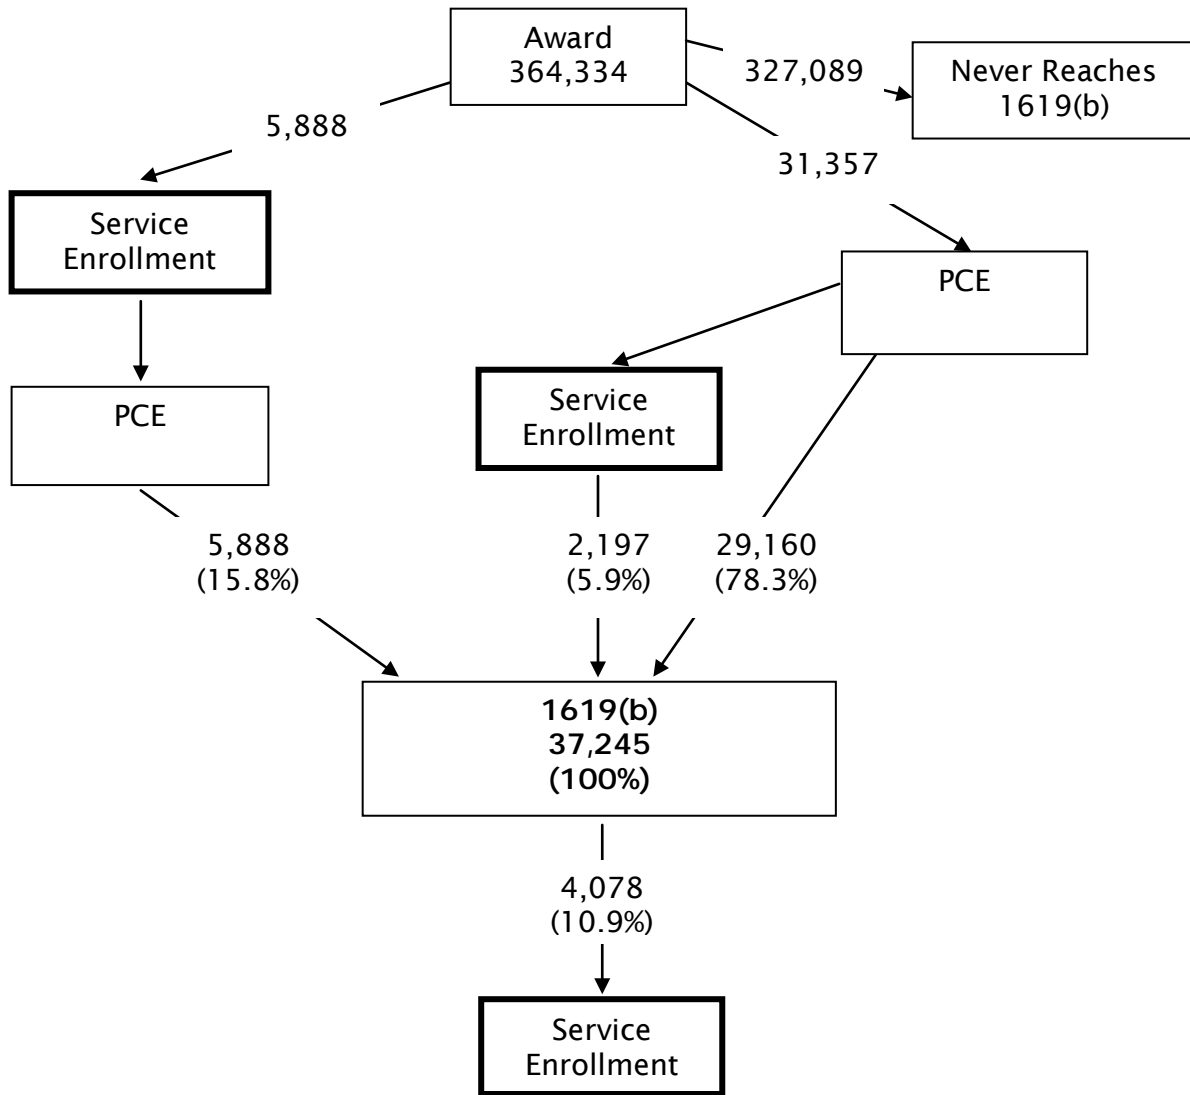 Award
364,334
327,089
Never Reaches
1619(b)
5,888
31,357
Service
Enrollment
PCE
Service
Enrollment
PCE
5,888
(15.8%)
2,197
(5.9%)
29,160
(78.3%)
1619(b)
37,245
(100%)
4,078
(10.9%)
Service
Enrollment